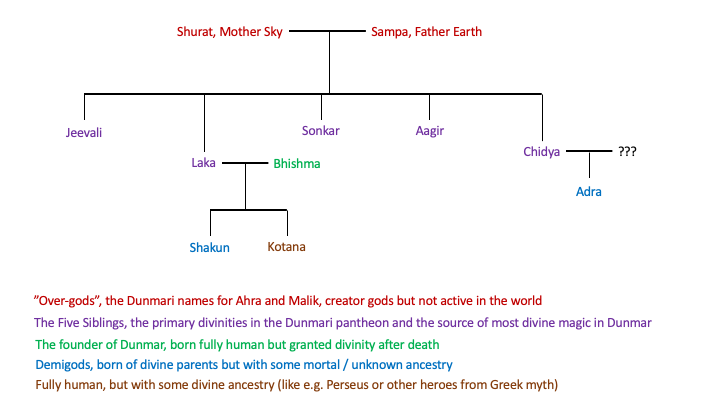 Shurat, Mother Sky
Sampa, Father Earth
Jeevali
Sonkar
Aagir
Chidya
???
Laka
Bhishma
Adra
Shakun
Kotana
”Over-gods”, the Dunmari names for Ahra and Malik, creator gods but not active in the world
The Five Siblings, the primary divinities in the Dunmari pantheon and the source of most divine magic in Dunmar
The founder of Dunmar, born fully human but granted divinity after death
Demigods, born of divine parents but with some mortal / unknown ancestry
Fully human, but with some divine ancestry (like e.g. Perseus or other heroes from Greek myth)